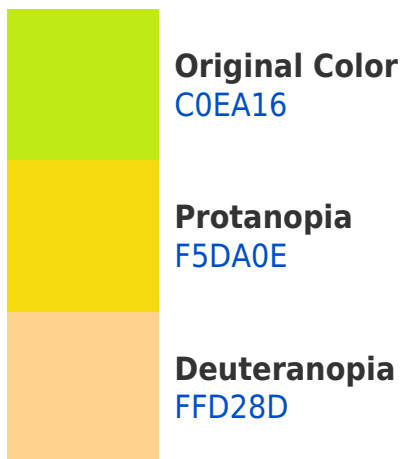 Original Color
C0EA16
Protanopia
F5DA0E
Deuteranopia
FFD28D